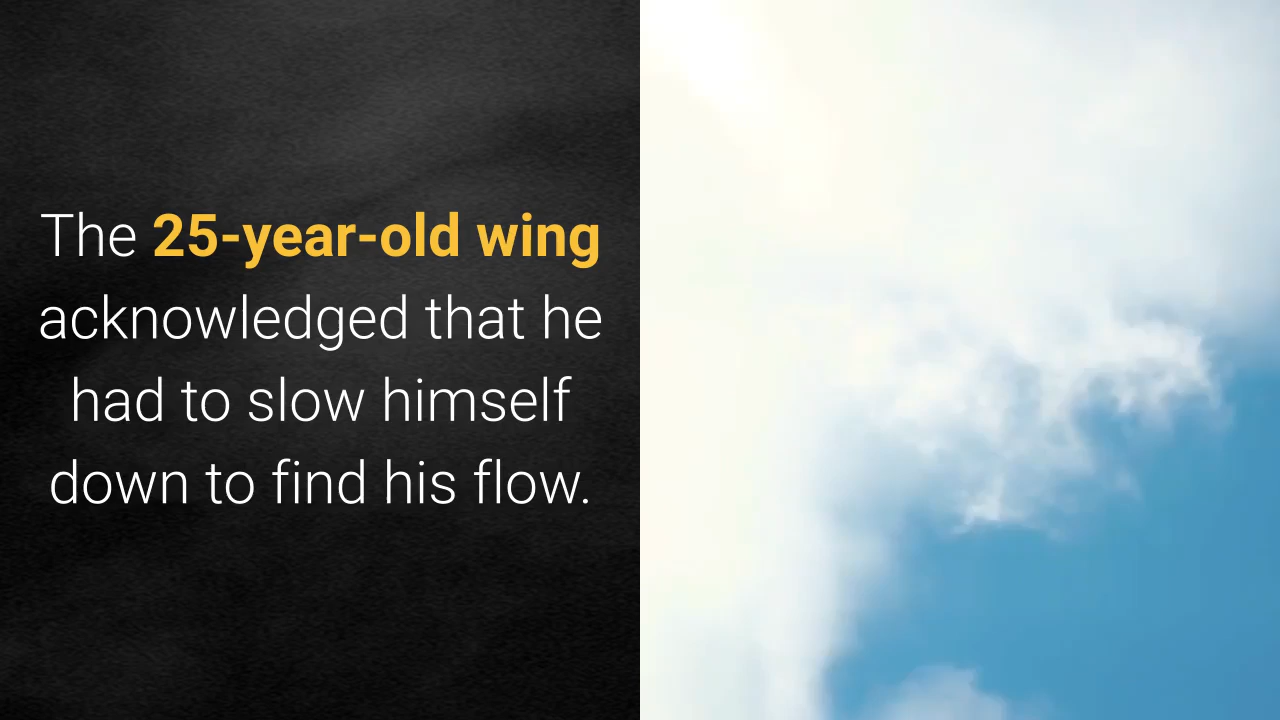 The 25-year-old wing
acknowledged that he
had to slow himself
down to find his flow.